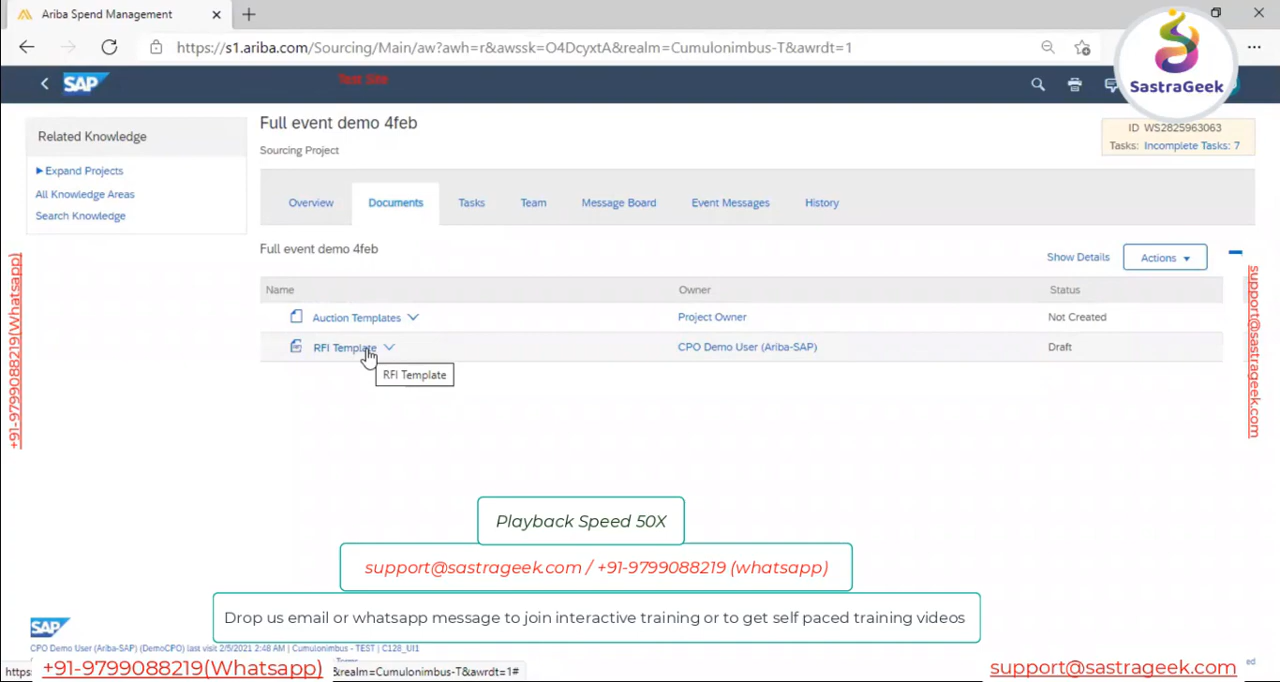 Ariba Spend Management
https://s1.ariba.com/Sourcing/Main/aw?awh=r&awssk=O4DcyxtA&realm=Cumulonimbus-T&awrdt=1
SAP
Test Site
SastraGeek
Related Knowledge
Expand Projects
All Knowledge Areas
Search Knowledge
Full event demo 4feb
Sourcing Project
ID WS2825963063
Tasks: Incomplete Tasks: 7
Overview Documents Tasks Team Message Board Event Messages History
Full event demo 4feb
Show Details Actions
Name Owner Status
Auction Templates Project Owner Not Created
RFI Template CPO Demo User (Ariba-SAP) Draft
RFI Template
+91-9799088219(Whatsapp)
support@sastrageek.com
Playback Speed 50X
support@sastrageek.com / +91-9799088219 (whatsapp)
Drop us email or whatsapp message to join interactive training or to get self paced training videos
SAP
CPO Demo User (Ariba-SAP) (DemoCPO) last visit 2/5/2021 2:48 AM | Cumulonimbus - TEST | C128_UI1
https +91-9799088219(Whatsapp) &realm=Cumulonimbus-T&awrdt=1#
support@sastrageek.com